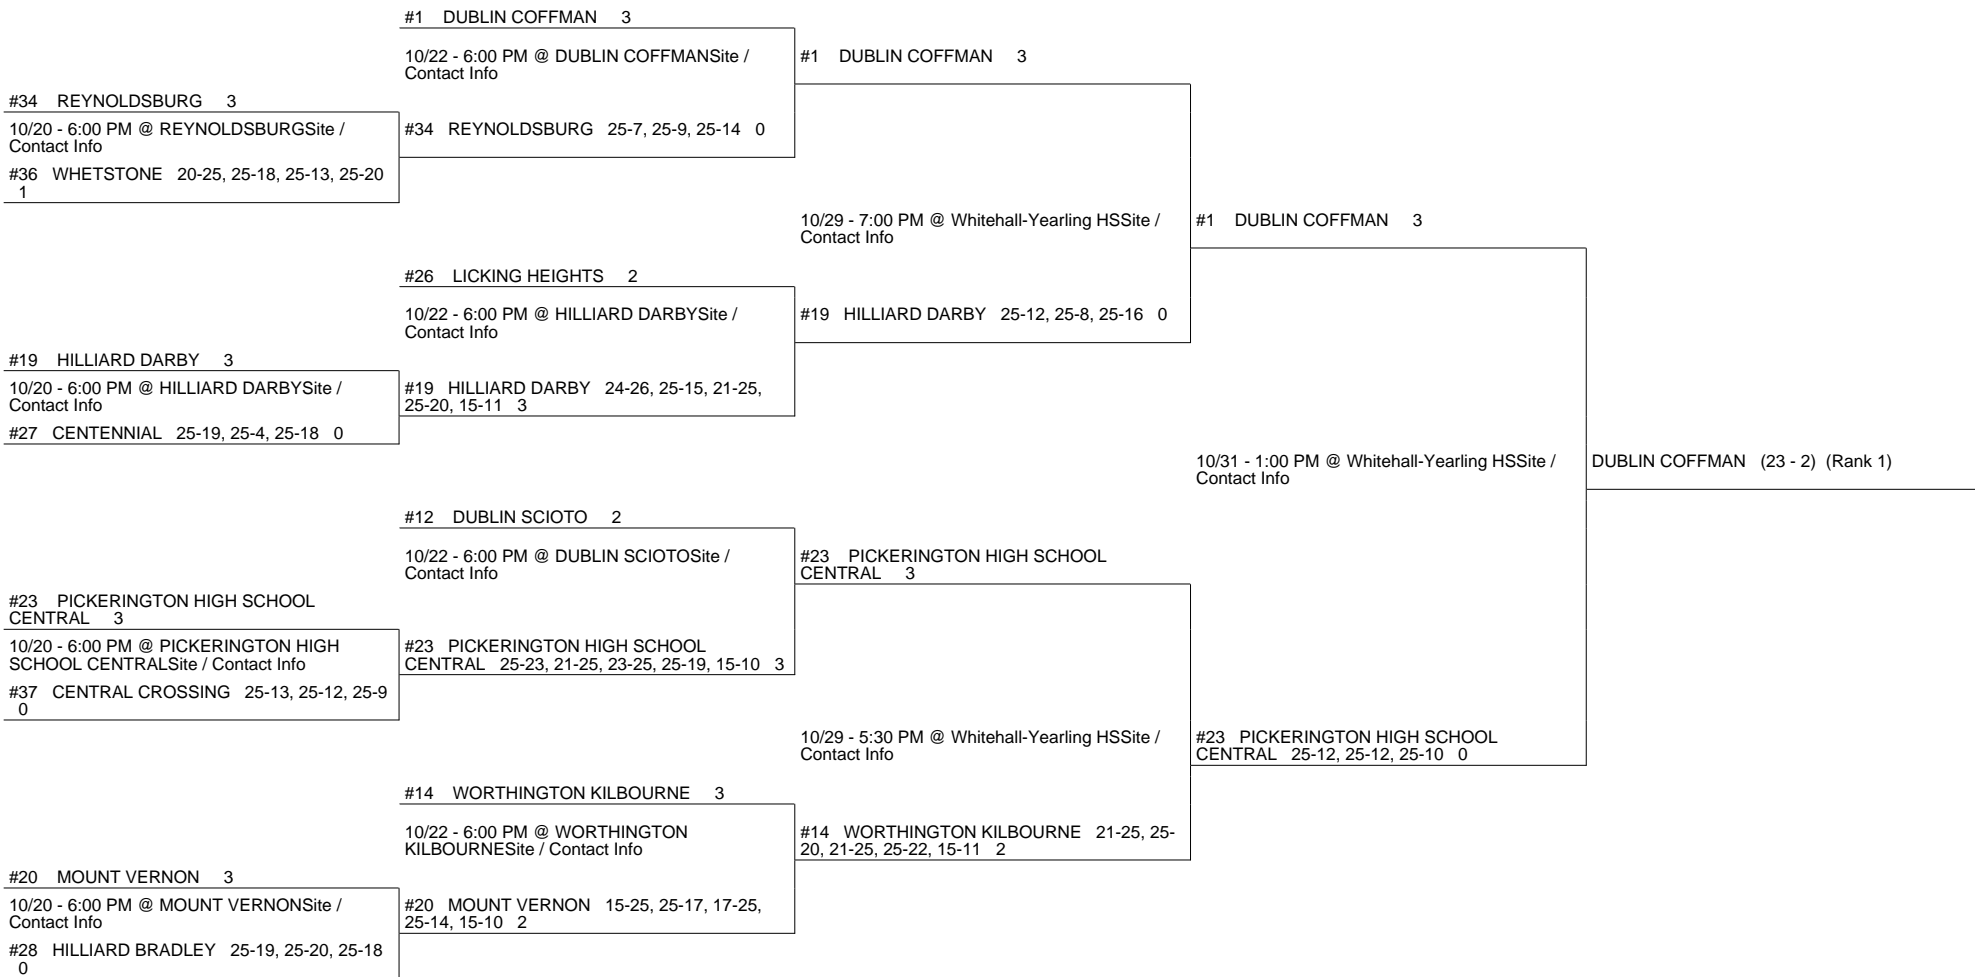 #1 DUBLIN COFFMAN 3
10/22 - 6:00 PM @ DUBLIN COFFMANSite /
Contact Info
#1 DUBLIN COFFMAN 3
#34 REYNOLDSBURG 3
10/20 - 6:00 PM @ REYNOLDSBURGSite /
Contact Info
#34 REYNOLDSBURG 25-7, 25-9, 25-14 0
#36 WHETSTONE 20-25, 25-18, 25-13, 25-20
1
10/29 - 7:00 PM @ Whitehall-Yearling HSSite /
Contact Info
#1 DUBLIN COFFMAN 3
#26 LICKING HEIGHTS 2
10/22 - 6:00 PM @ HILLIARD DARBYSite /
Contact Info
#19 HILLIARD DARBY 25-12, 25-8, 25-16 0
#19 HILLIARD DARBY 3
10/20 - 6:00 PM @ HILLIARD DARBYSite /
Contact Info
#19 HILLIARD DARBY 24-26, 25-15, 21-25,
25-20, 15-11 3
#27 CENTENNIAL 25-19, 25-4, 25-18 0
10/31 - 1:00 PM @ Whitehall-Yearling HSSite /
Contact Info
DUBLIN COFFMAN (23 - 2) (Rank 1)
#12 DUBLIN SCIOTO 2
10/22 - 6:00 PM @ DUBLIN SCIOTOSite /
Contact Info
#23 PICKERINGTON HIGH SCHOOL
CENTRAL 3
#23 PICKERINGTON HIGH SCHOOL
CENTRAL 3
10/20 - 6:00 PM @ PICKERINGTON HIGH
SCHOOL CENTRALSite / Contact Info
#23 PICKERINGTON HIGH SCHOOL
CENTRAL 25-23, 21-25, 23-25, 25-19, 15-10 3
#37 CENTRAL CROSSING 25-13, 25-12, 25-9
0
10/29 - 5:30 PM @ Whitehall-Yearling HSSite /
Contact Info
#23 PICKERINGTON HIGH SCHOOL
CENTRAL 25-12, 25-12, 25-10 0
#14 WORTHINGTON KILBOURNE 3
10/22 - 6:00 PM @ WORTHINGTON
KILBOURNESite / Contact Info
#14 WORTHINGTON KILBOURNE 21-25, 25-
20, 21-25, 25-22, 15-11 2
#20 MOUNT VERNON 3
10/20 - 6:00 PM @ MOUNT VERNONSite /
Contact Info
#20 MOUNT VERNON 15-25, 25-17, 17-25,
25-14, 15-10 2
#28 HILLIARD BRADLEY 25-19, 25-20, 25-18
0